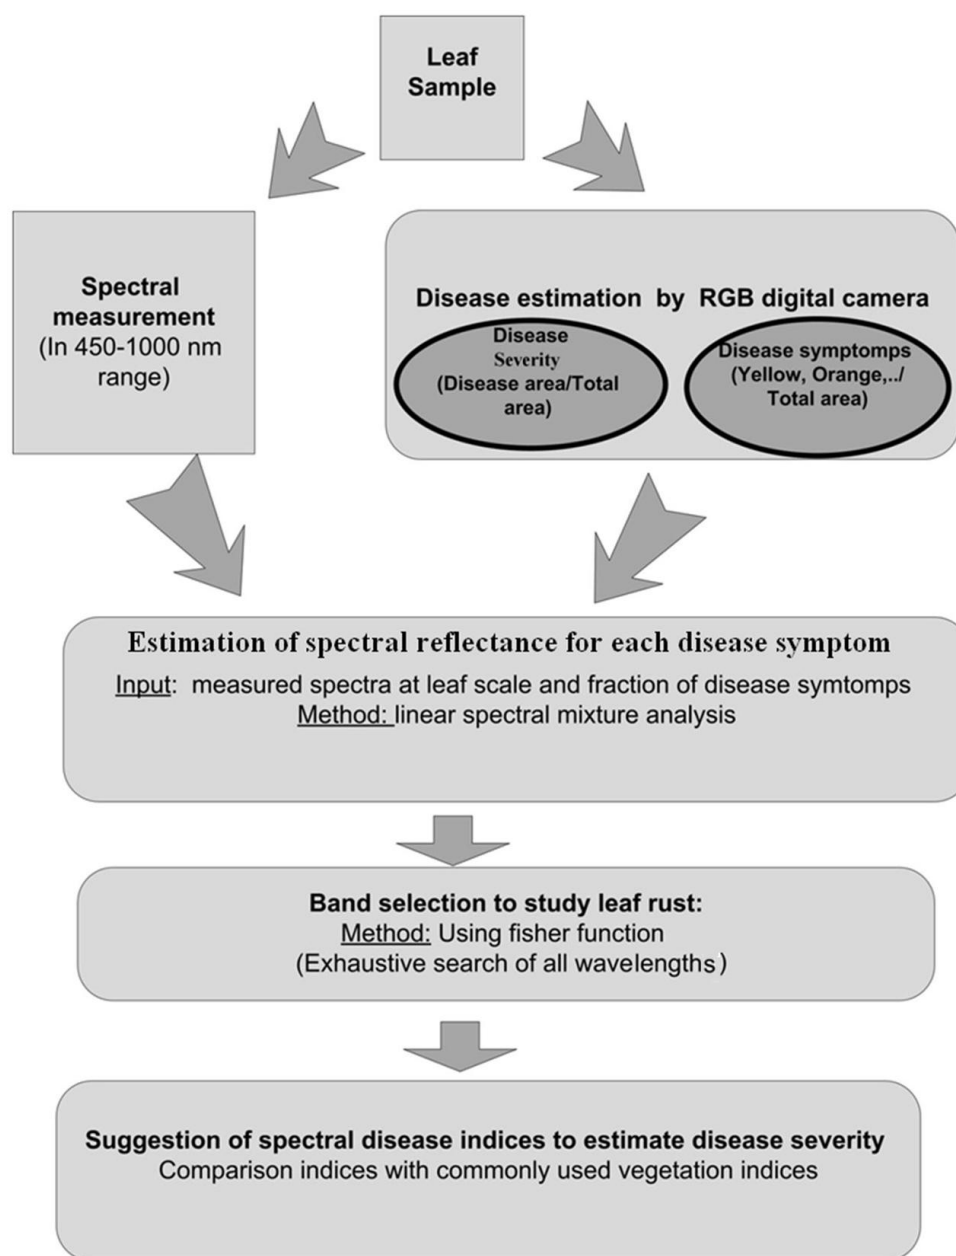 Leaf
Sample
Spectral
measurement
(In 450-1000 nm
range)
Disease estimation by RGB digital camera
Disease
Severity
(Disease area/Total
area)
Disease symptomps
(Yellow, Orange,../
Total area)
Estimation of spectral reflectance for each disease symptom
Input: measured spectra at leaf scale and fraction of disease symtomps
Method: linear spectral mixture analysis
Band selection to study leaf rust:
Method: Using fisher function
(Exhaustive search of all wavelengths)
Suggestion of spectral disease indices to estimate disease severity
Comparison indices with commonly used vegetation indices